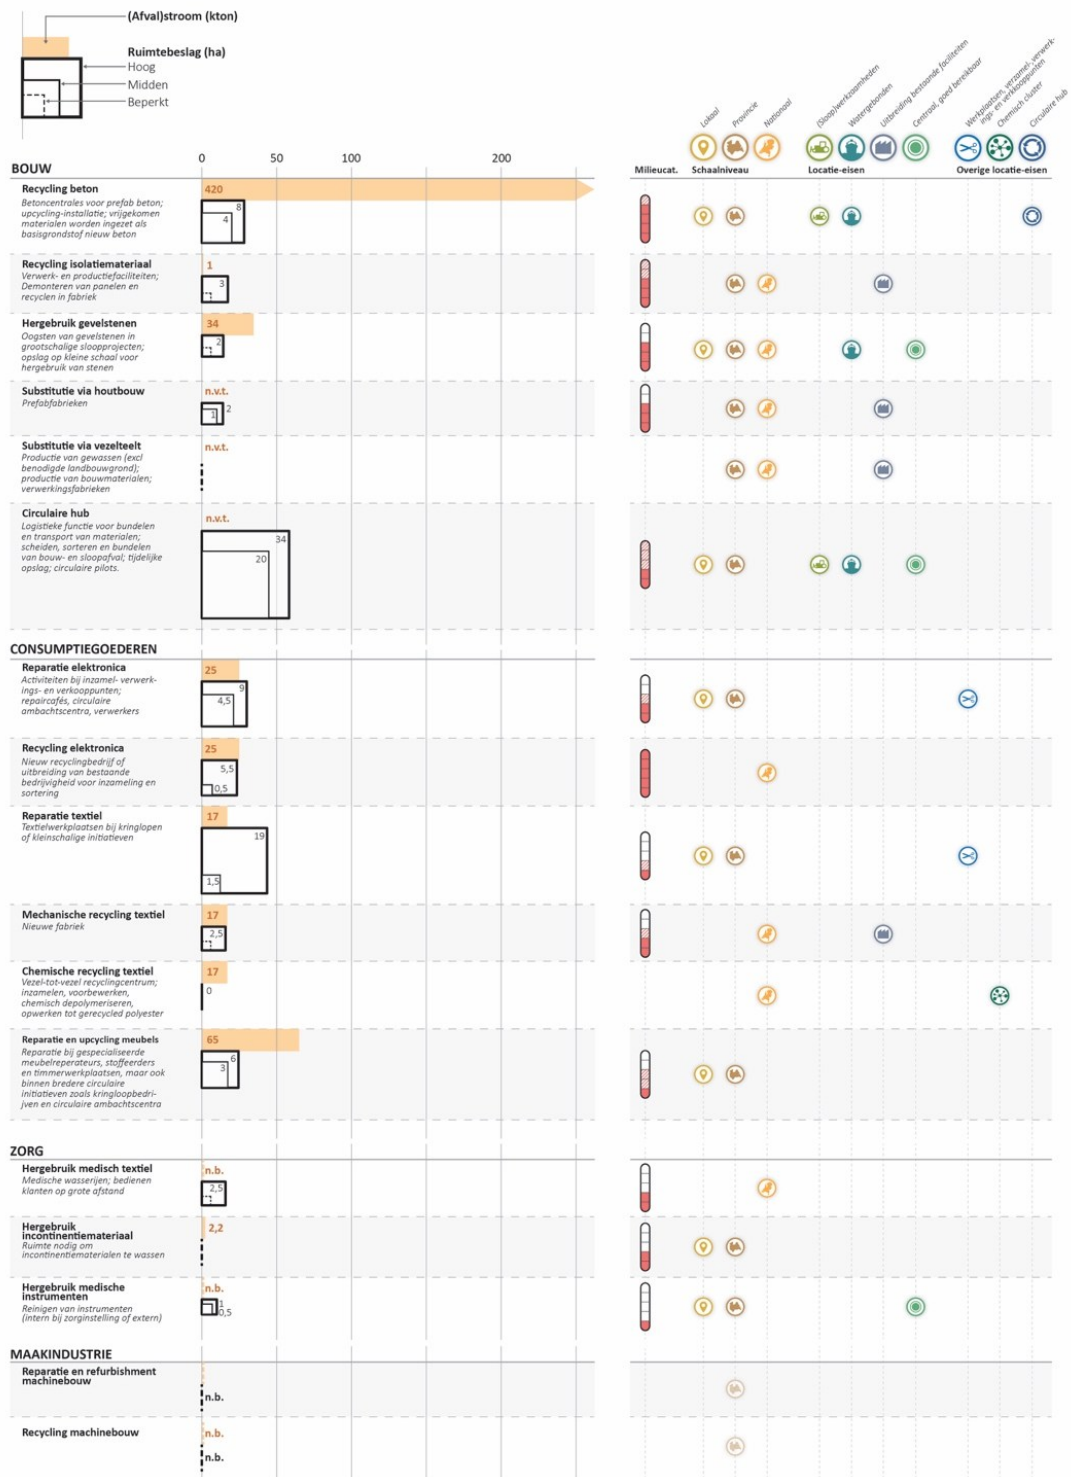 (Afval)stroom (kton)
Ruimtebeslag (ha)
Hoog
Midden
Beperkt
Lokaal
Provincie
Nationaal
(Sloop)werkzaamheden
Watergebonden
Uitbreiding bestaande faciliteiten
Centraal, goed bereikbaar
Werkplaatsen, verzamel-, verwerk-
ings- en verkkooppunten
Chemisch cluster
Circulaire hub
0 50 100 200
BOUW
Milieucat. Schaalniveau Locatie-eisen Overige locatie-eisen
Recycling beton
Betoncentrales voor prefab beton;
upcycling-installatie; vrijgekomen
materialen worden ingezet als
basisgrondstof nieuw beton
420
8
4
Recycling isolatiemateriaal
Verwerk- en productiefaciliteiten;
Demonteren van panelen en
recyclen in fabriek
1
3
Hergebruik gevelstenen
Oogsten van gevelstenen in
grootschalige sloopprojecten;
opslag op kleine schaal voor
hergebruik van stenen
34
2
Substitutie via houtbouw
Prefabfabrieken
n.v.t.
1 2
Substitutie via vezelteelt
Productie van gewassen (excl
benodigde landbouwgrond);
productie van bouwmaterialen;
verwerkingsfabrieken
n.v.t.
Circulaire hub
Logistieke functie voor bundelen
en transport van materialen;
scheiden, sorteren en bundelen
van bouw- en sloopafval; tijdelijke
opslag; circulaire pilots.
n.v.t.
34
20
CONSUMPTIEGOEDEREN
Reparatie elektronica
Activiteiten bij inzamel- verwerk-
ings- en verkooppunten;
repaircafés, circulaire
ambachtscentra, verwerkers
25
9
4,5
Recycling elektronica
Nieuw recyclingbedrijf of
uitbreiding van bestaande
bedrijvigheid voor inzameling en
sortering
25
5,5
0,5
Reparatie textiel
Textielwerkplaatsen bij kringlopen
of kleinschalige initiatieven
17
19
1,5
Mechanische recycling textiel
Nieuwe fabriek
17
2,5
Chemische recycling textiel
Vezel-tot-vezel recyclingcentrum;
inzamelen, voorbewerken,
chemisch depolymeriseren,
opwerken tot gerecycled polyester
17
0
Reparatie en upcycling meubels
Reparatie bij gespecialiseerde
meubelreperateurs, stoffeerders
en timmerwerkplaatsen, maar ook
binnen bredere circulaire
initiatieven zoals kringloopbedri-
jven en circulaire ambachtscentra
65
6
3
ZORG
Hergebruik medisch textiel
Medische wasserijen; bedienen
klanten op grote afstand
n.b.
2,5
Hergebruik
incontinentiemateriaal
Ruimte nodig om
incontinentiematerialen te wassen
2,2
Hergebruik medische
instrumenten
Reinigen van instrumenten
(intern bij zorginstelling of extern)
n.b.
1
0,5
MAAKINDUSTRIE
Reparatie en refurbishment
machinebouw
n.b.
Recycling machinebouw
n.b.
n.b.